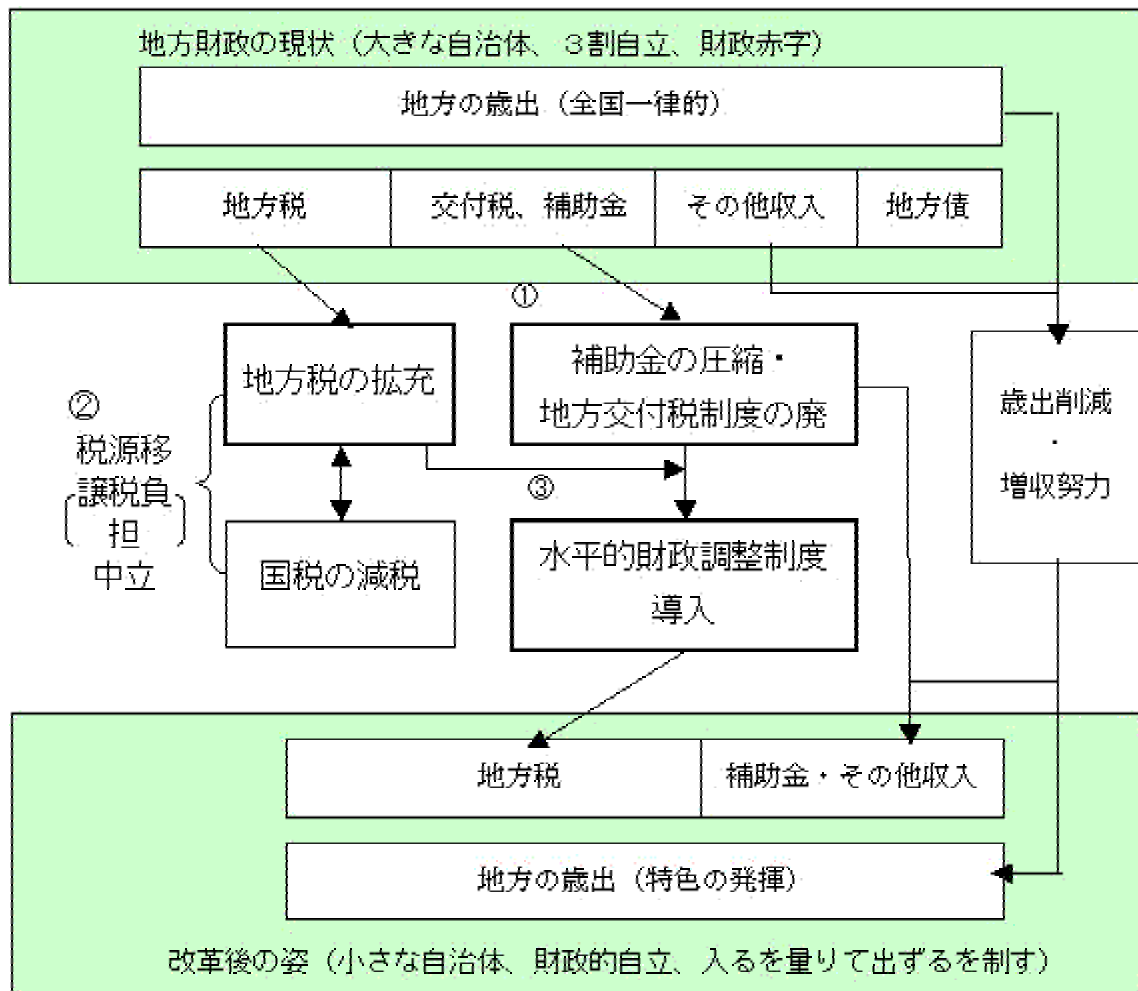 地方財政の現状（大きな自治体、３割自立、財政赤字）
地方の歳出（全国一律的）
地方税
交付税、補助金
その他収入
地方債
①
地方税の拡充
補助金の圧縮・
地方交付税制度の廃
歳出削減
・
増収努力
②
税源移
譲税負
担
中立
③
国税の減税
水平的財政調整制度
導入
地方税
補助金・その他収入
地方の歳出（特色の発揮）
改革後の姿（小さな自治体、財政的自立、入るを量りて出ずるを制す）